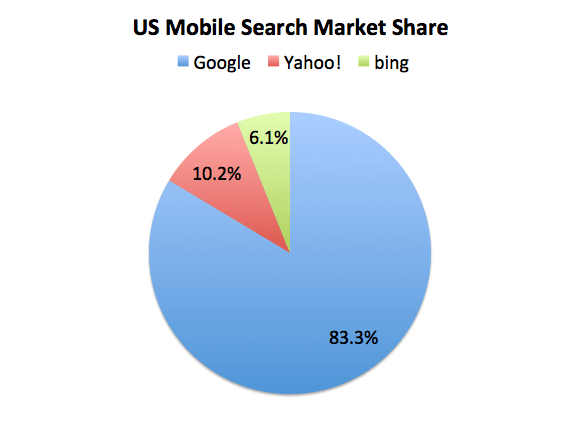 US Mobile Search Market Share
Google Yahoo! bing
6.1%
10.2%
83.3%